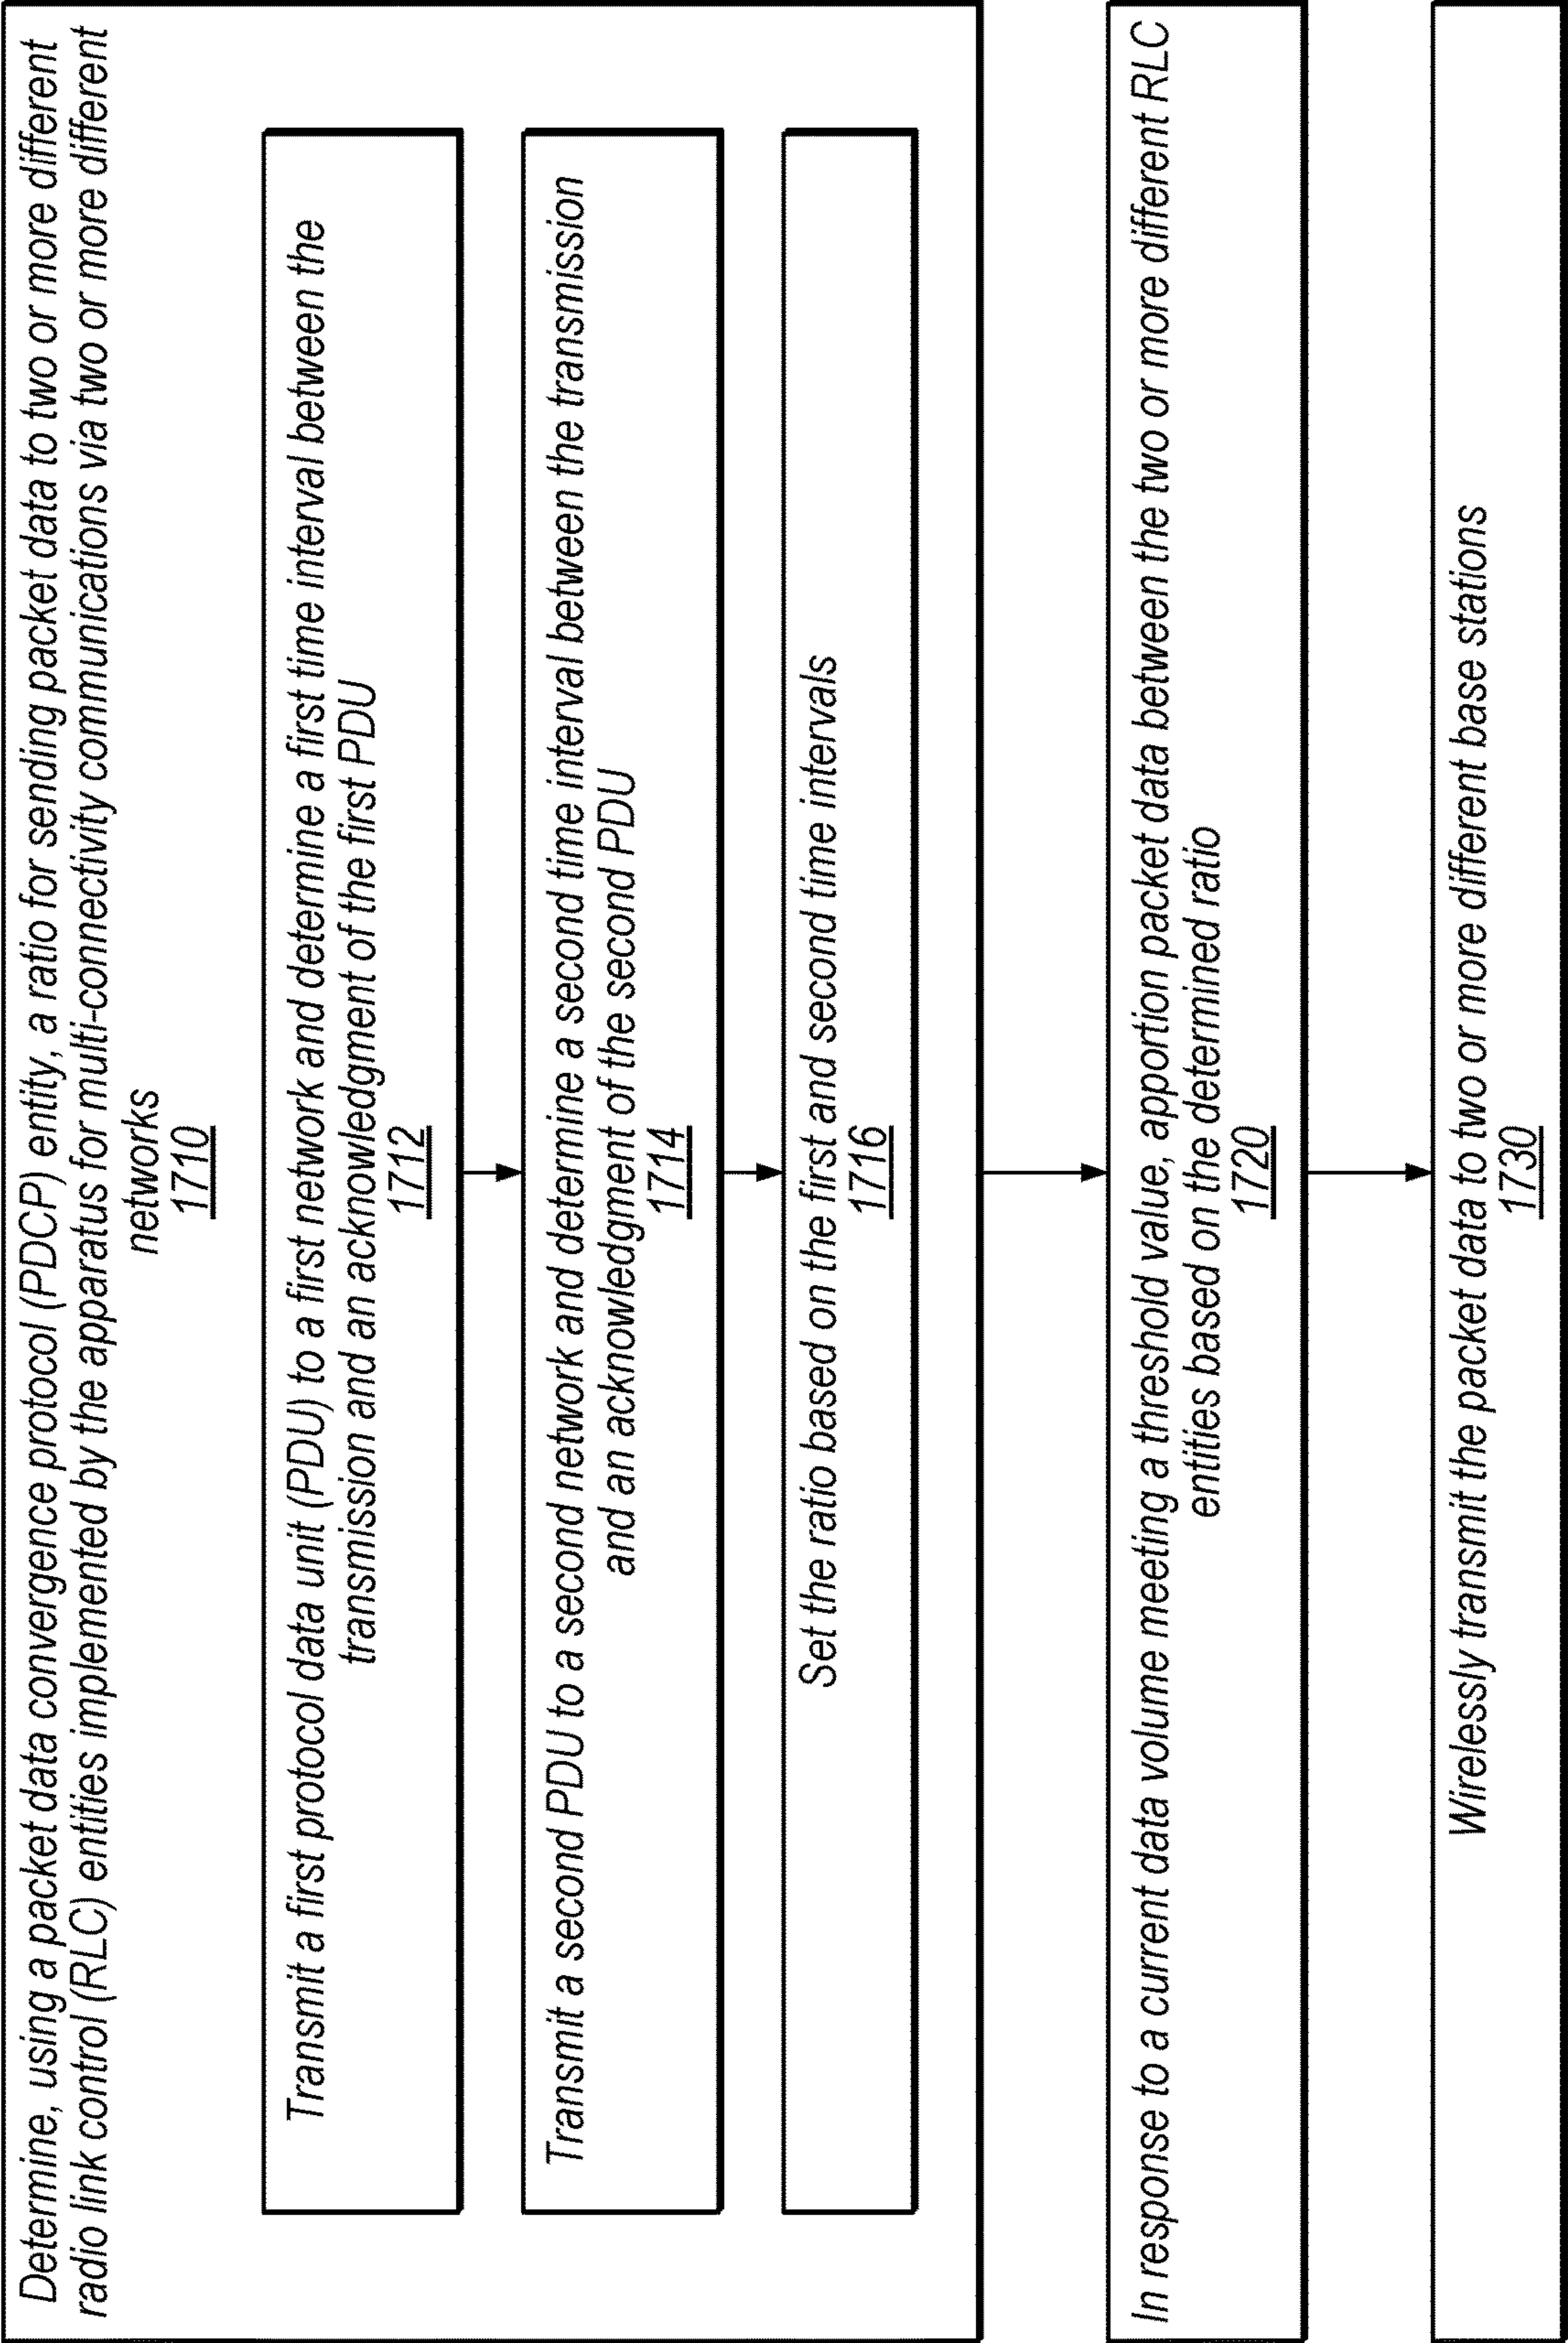 Determine, using a packet data convergence protocol (PDCP) entity, a ratio for sending packet data to two or more different
radio link control (RLC) entities implemented by the apparatus for multi-connectivity communications via two or more different
networks
1710
Transmit a first protocol data unit (PDU) to a first network and determine a first time interval between the
transmission and an acknowledgment of the first PDU
1712
Transmit a second PDU to a second network and determine a second time interval between the transmission
and an acknowledgment of the second PDU
1714
Set the ratio based on the first and second time intervals
1716
In response to a current data volume meeting a threshold value, apportion packet data between the two or more different RLC
entities based on the determined ratio
1720
Wirelessly transmit the packet data to two or more different base stations
1730